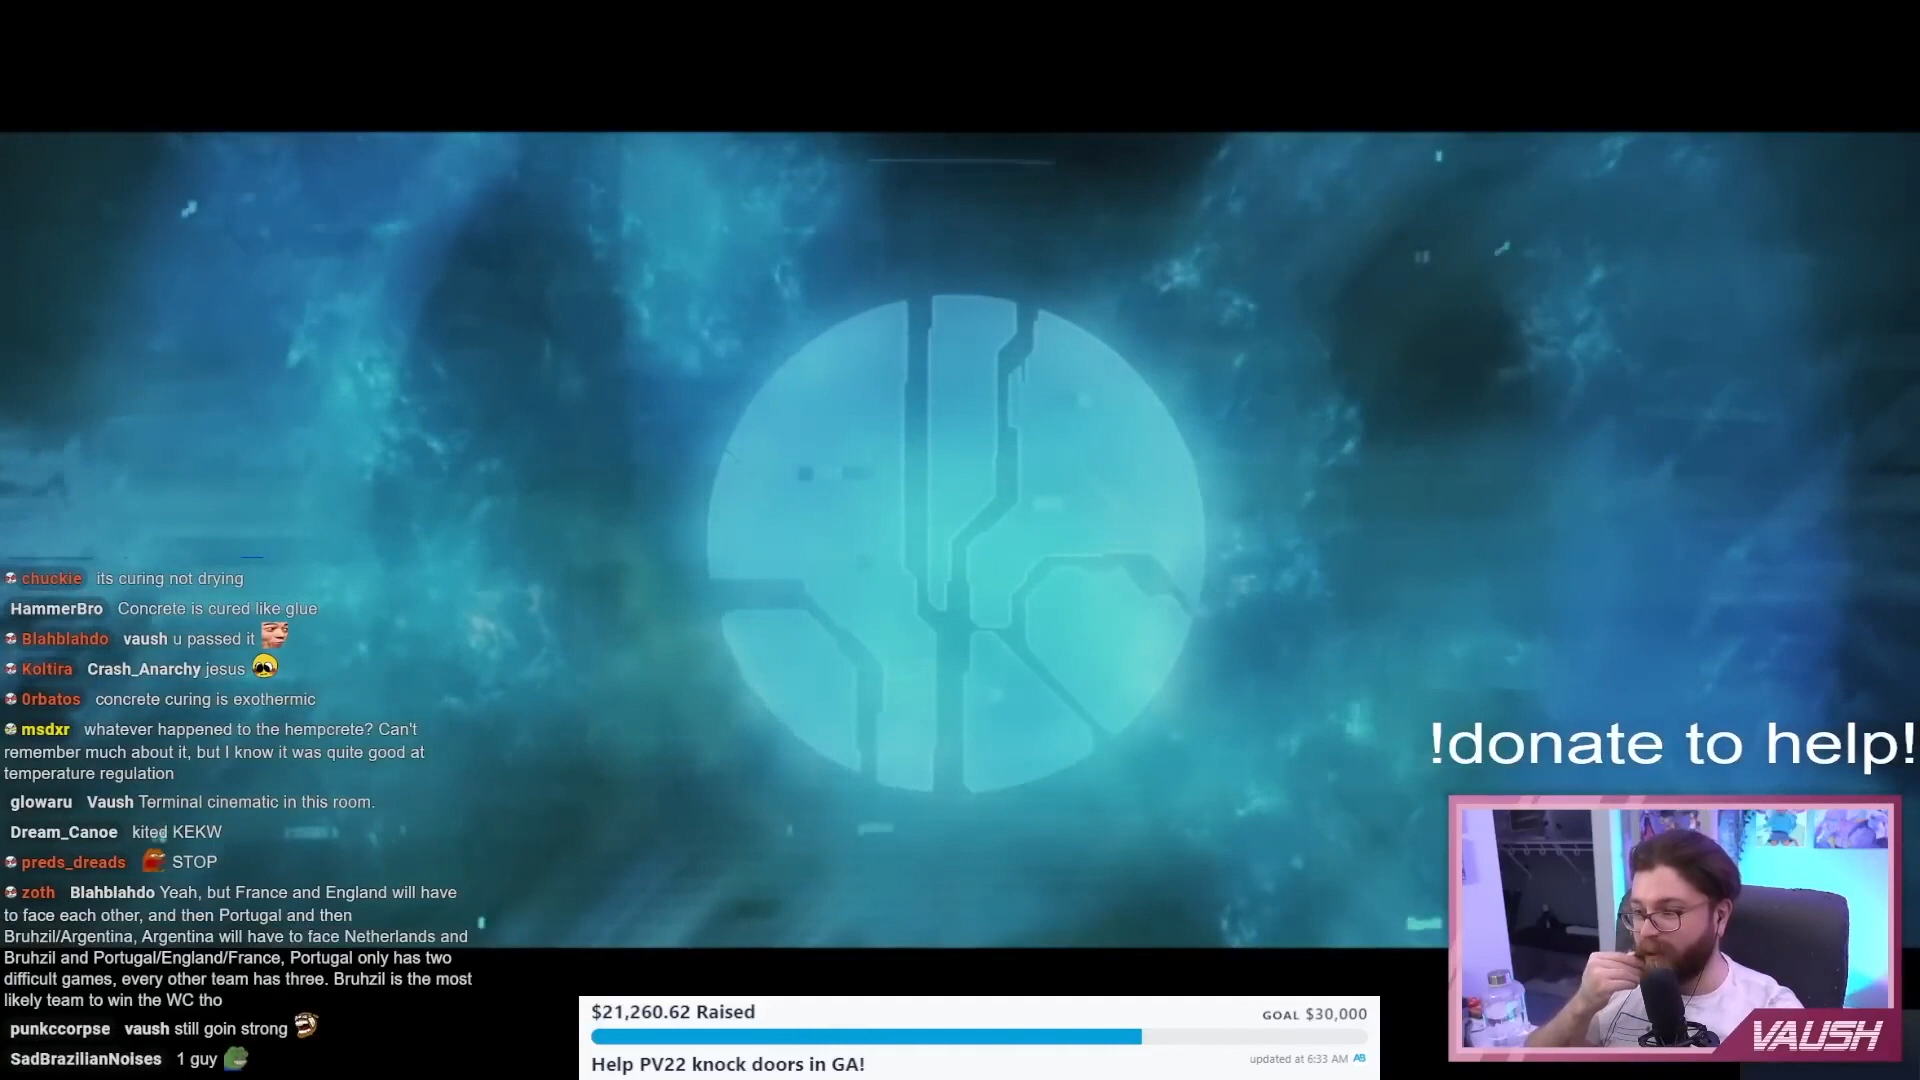 chuckie its curing not drying
HammerBro Concrete is cured like glue
Blahblahdo vaush u passed it
Koltira Crash_Anarchy jesus
0rbatos concrete curing is exothermic
msdxr whatever happened to the hempcrete? Can't
remember much about it, but I know it was quite good at
temperature regulation
glowaru Vaush Terminal cinematic in this room.
Dream_Canoe kited KEKW
preds_dreads STOP
zoth Blahblahdo Yeah, but France and England will have
to face each other, and then Portugal and then
Bruhzil/Argentina, Argentina will have to face Netherlands and
Bruhzil and Portugal/England/France, Portugal only has two
difficult games, every other team has three. Bruhzil is the most
likely team to win the WC tho
punkccorpse vaush still goin strong
SadBrazilianNoises 1 guy
!donate to help!
VAUSH
$21,260.62 Raised
GOAL $30,000
Help PV22 knock doors in GA!
updated at 6:33 AM AB